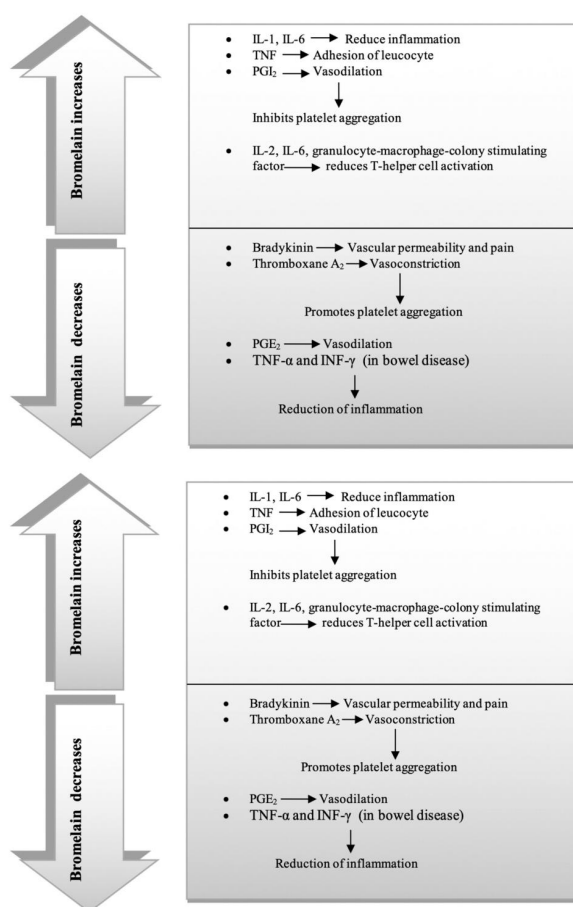 Bromelain increases
• IL-1, IL-6 → Reduce inflammation
• TNF → Adhesion of leucocyte
• PGI₂ → Vasodilation
↓
Inhibits platelet aggregation
• IL-2, IL-6, granulocyte-macrophage-colony stimulating
factor → reduces T-helper cell activation
Bromelain decreases
• Bradykinin → Vascular permeability and pain
• Thromboxane A₂ → Vasoconstriction
↓
Promotes platelet aggregation
• PGE₂ → Vasodilation
• TNF-α and INF-γ (in bowel disease)
↓
Reduction of inflammation
Bromelain increases
• IL-1, IL-6 → Reduce inflammation
• TNF → Adhesion of leucocyte
• PGI₂ → Vasodilation
↓
Inhibits platelet aggregation
• IL-2, IL-6, granulocyte-macrophage-colony stimulating
factor → reduces T-helper cell activation
Bromelain decreases
• Bradykinin → Vascular permeability and pain
• Thromboxane A₂ → Vasoconstriction
↓
Promotes platelet aggregation
• PGE₂ → Vasodilation
• TNF-α and INF-γ (in bowel disease)
↓
Reduction of inflammation